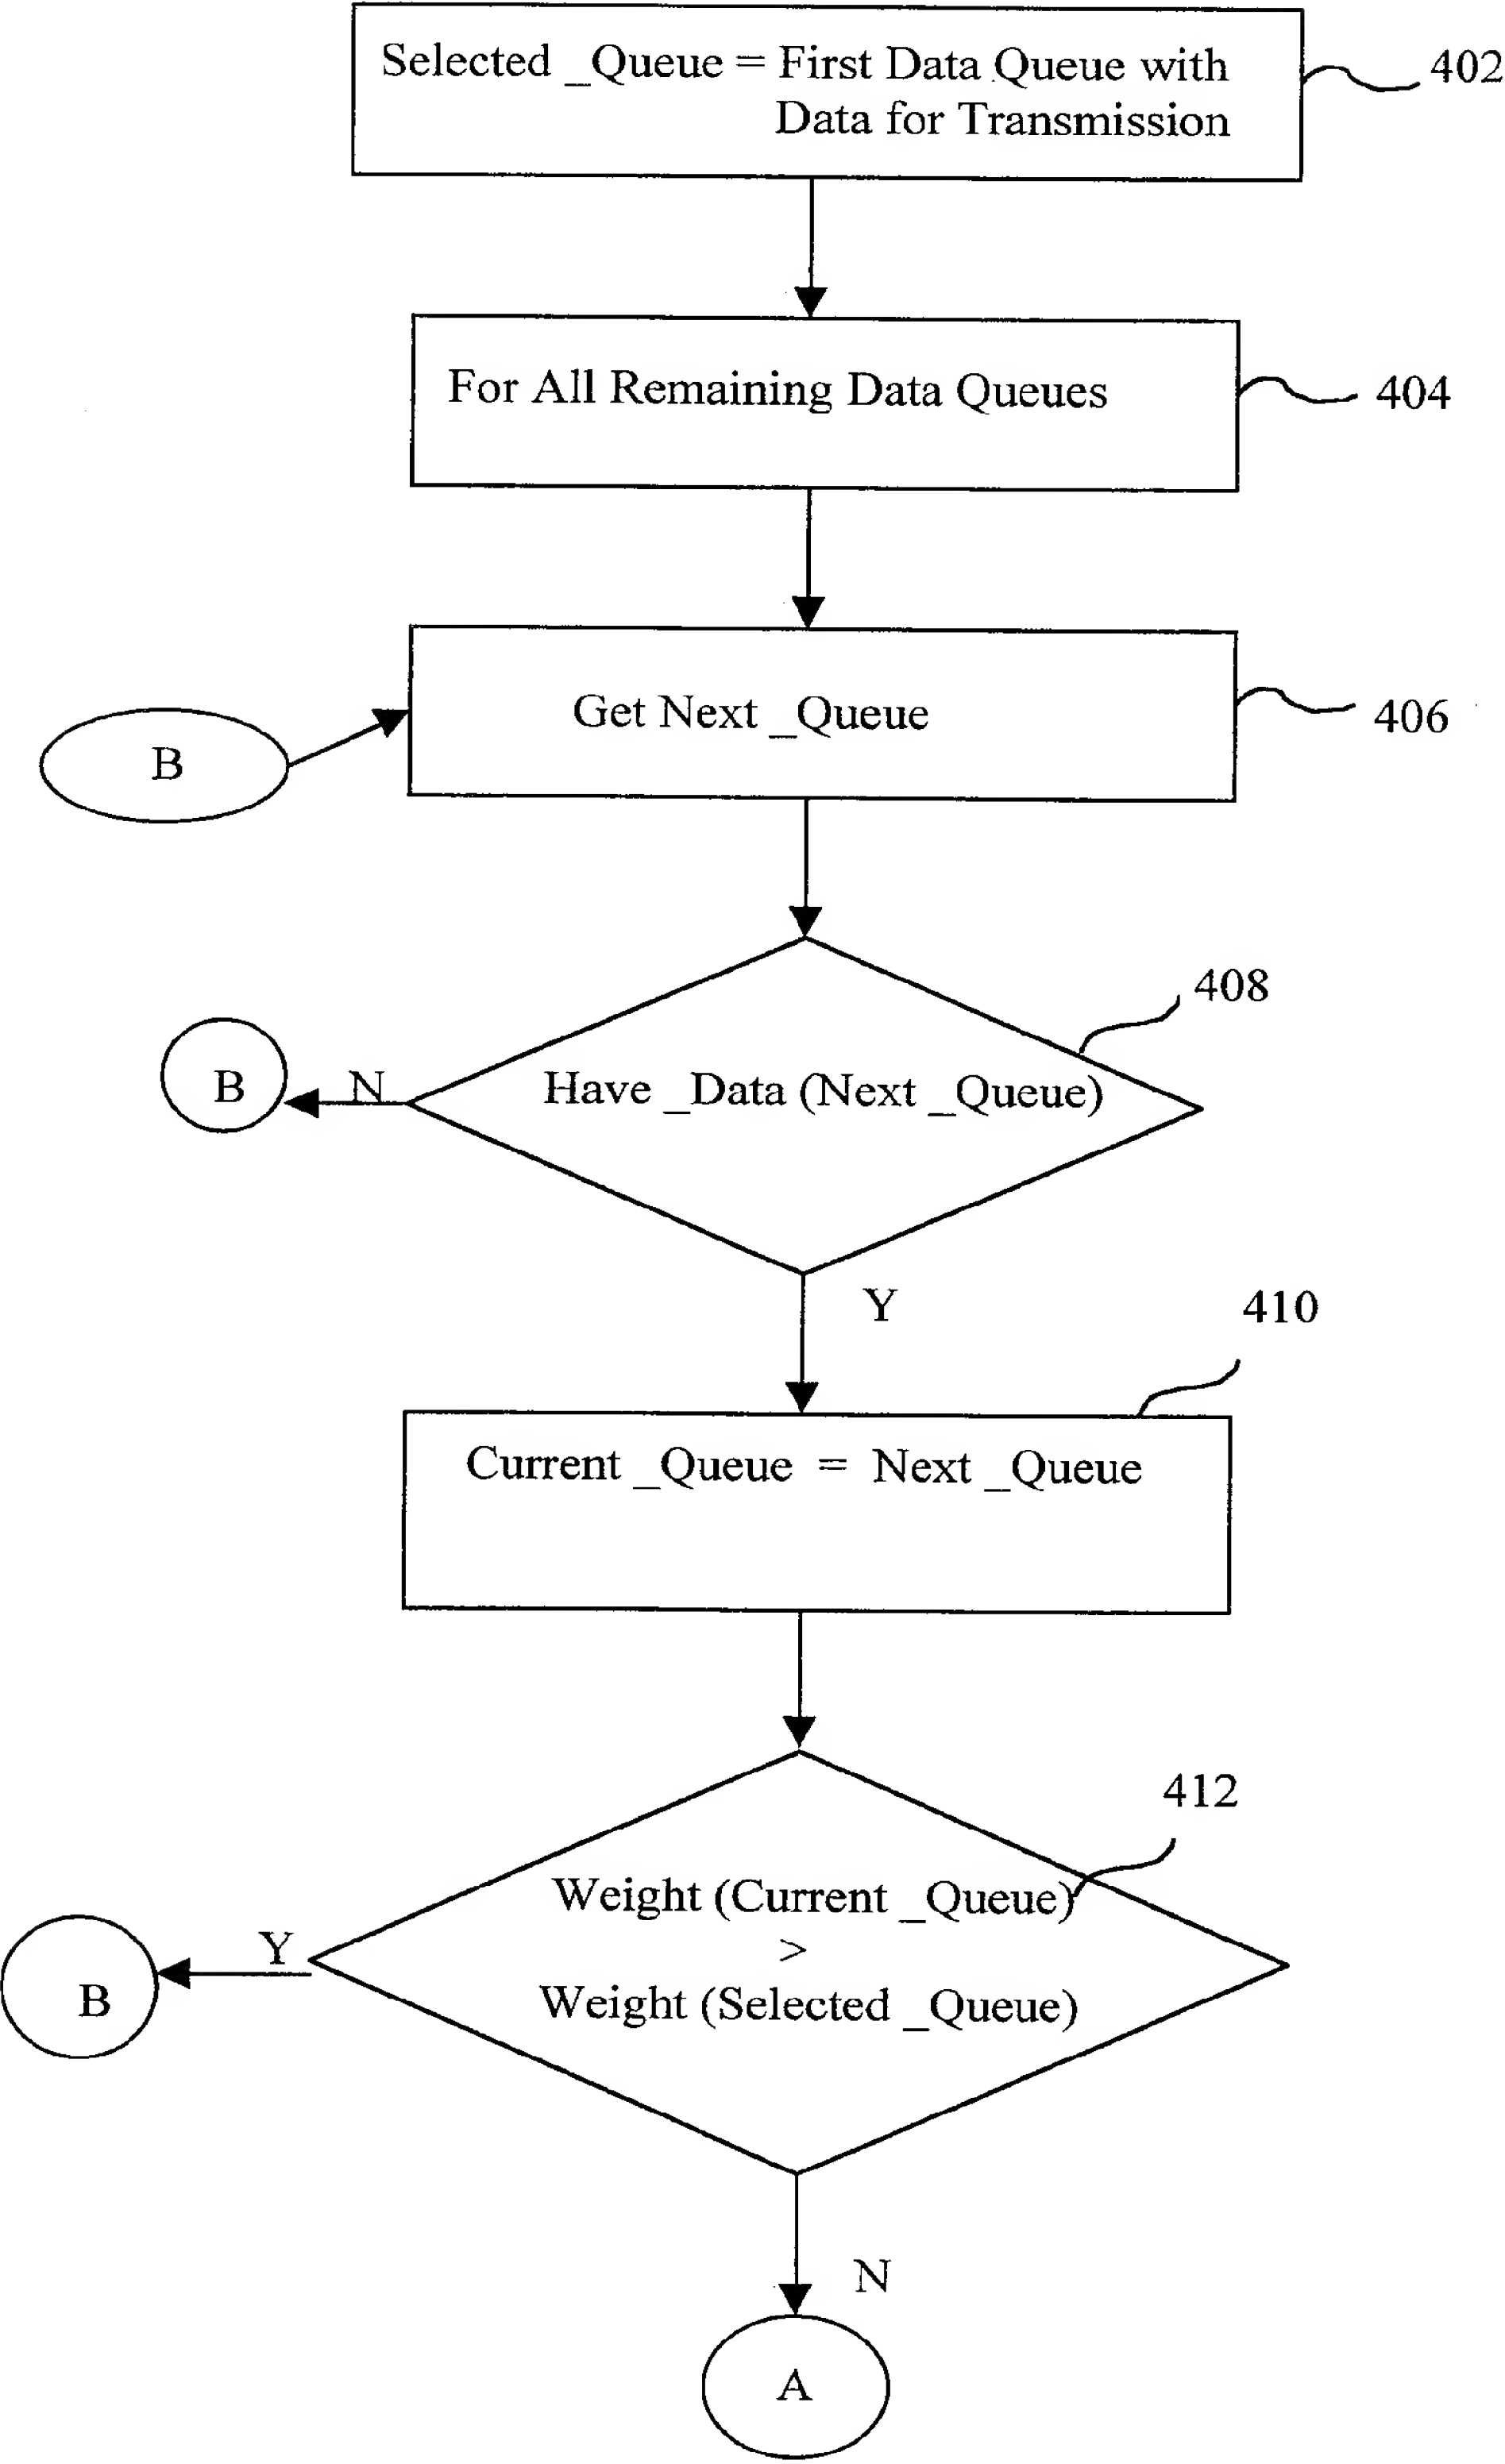 Selected _Queue = First Data Queue with
Data for Transmission
402
For All Remaining Data Queues
404
Get Next _Queue
406
B
408
Have _Data (Next _Queue)
N
B
Y
410
Current _Queue = Next _Queue
412
Weight (Current _Queue)
>
Weight (Selected _Queue)
Y
B
N
A